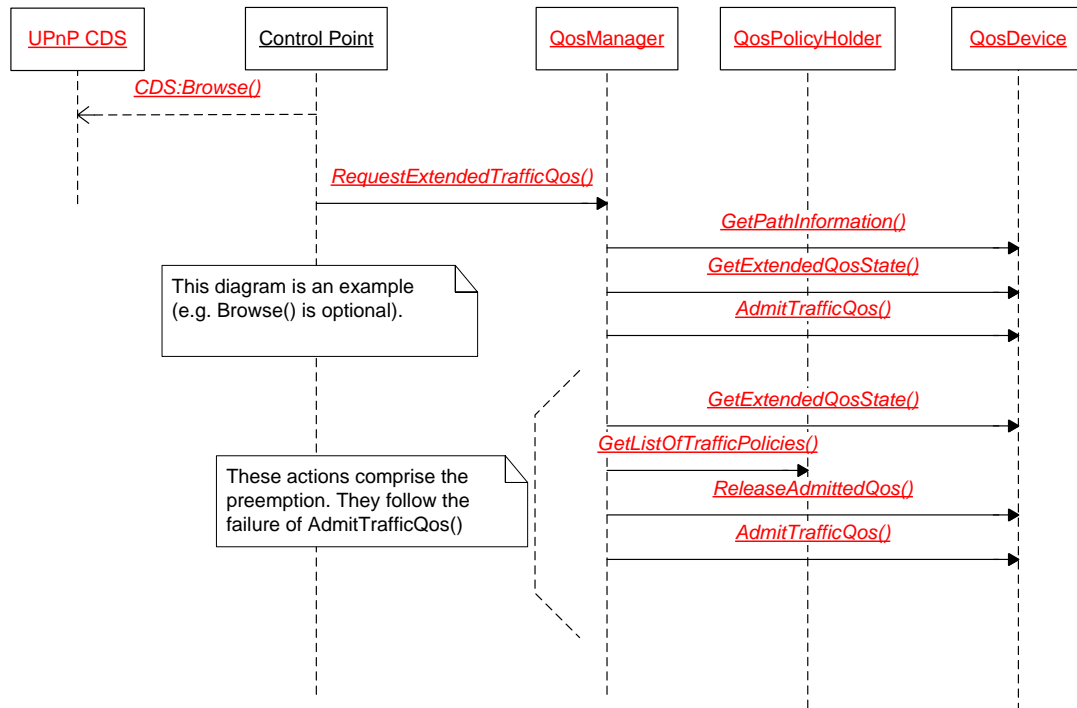 UPnP CDS
Control Point
QosManager
QosPolicyHolder
QosDevice
CDS:Browse()
RequestExtendedTrafficQos()
GetPathInformation()
GetExtendedQosState()
AdmitTrafficQos()
This diagram is an example
(e.g. Browse() is optional).
GetExtendedQosState()
GetListOfTrafficPolicies()
ReleaseAdmittedQos()
AdmitTrafficQos()
These actions comprise the
preemption. They follow the
failure of AdmitTrafficQos()